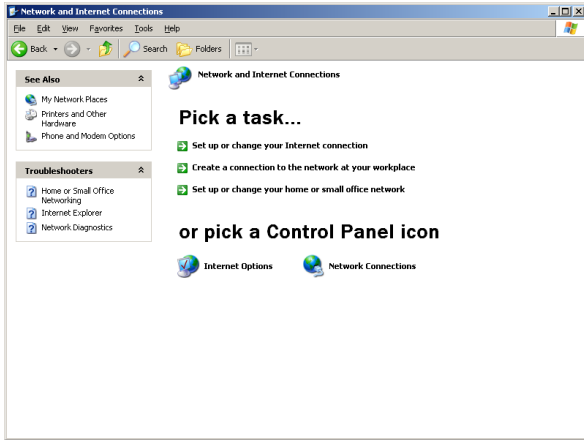 Network and Internet Connections
File Edit View Favorites Tools Help
Back Search Folders
See Also
My Network Places
Printers and Other
Hardware
Phone and Modem Options
Troubleshooters
Home or Small Office
Networking
Internet Explorer
Network Diagnostics
Network and Internet Connections
Pick a task...
Set up or change your Internet connection
Create a connection to the network at your workplace
Set up or change your home or small office network
or pick a Control Panel icon
Internet Options Network Connections